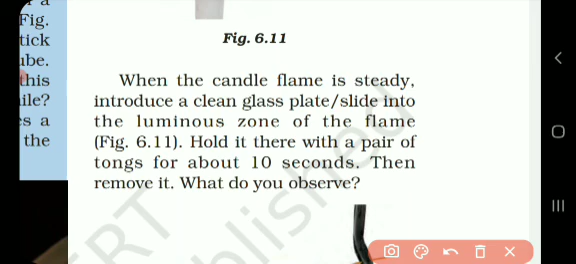 Fig.
tick
ube.
this
ile?
es a
the
Fig. 6.11
When the candle flame is steady,
introduce a clean glass plate/slide into
the luminous zone of the flame
(Fig. 6.11). Hold it there with a pair of
tongs for about 10 seconds. Then
remove it. What do you observe?